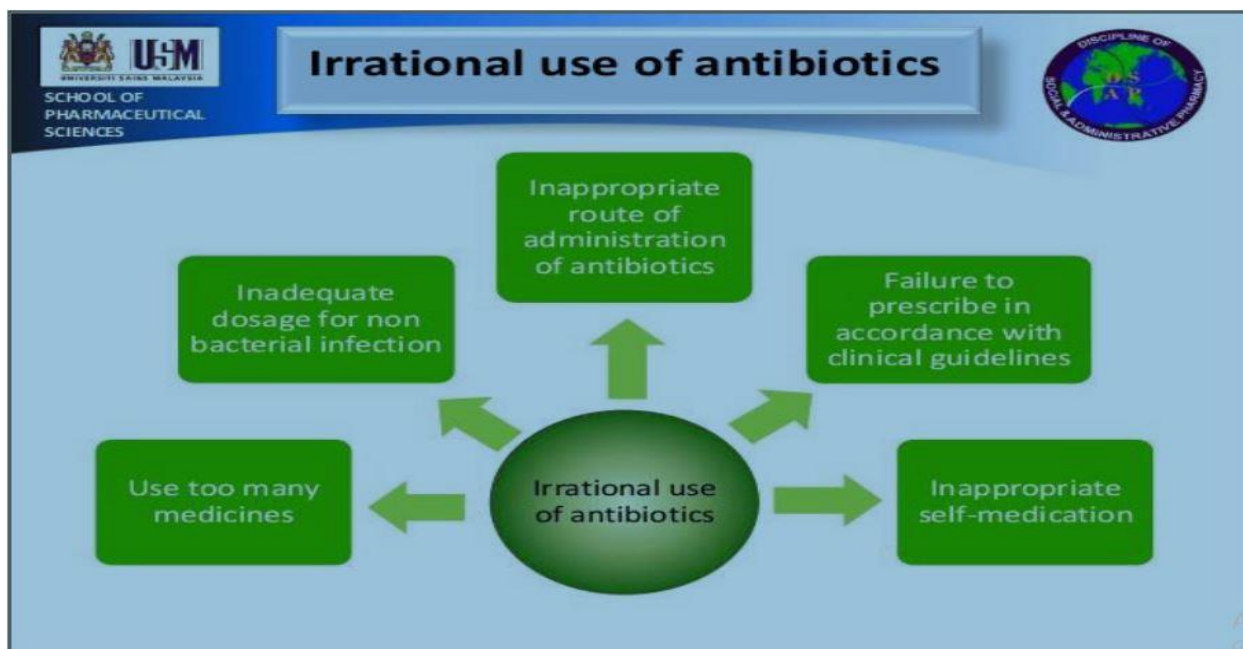 USM
UNIVERSITI SAINS MALAYSIA
SCHOOL OF
PHARMACEUTICAL
SCIENCES
Irrational use of antibiotics
DISCIPLINE OF
SOCIAL & ADMINISTRATIVE PHARMACY
Inappropriate
route of
administration
of antibiotics
Inadequate
dosage for non
bacterial infection
Failure to
prescribe in
accordance with
clinical guidelines
Use too many
medicines
Irrational use
of antibiotics
Inappropriate
self-medication